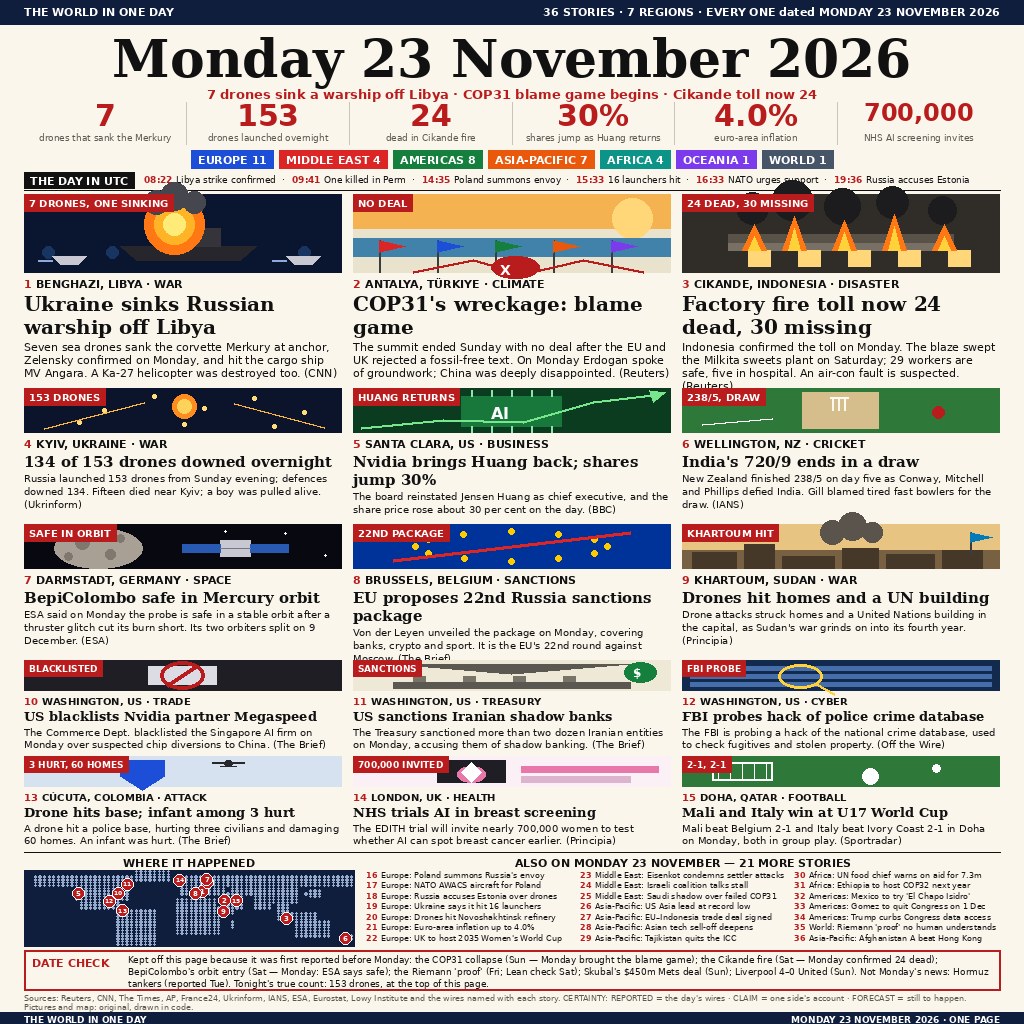 THE WORLD IN ONE DAY
36 STORIES · 7 REGIONS · EVERY ONE dated MONDAY 23 NOVEMBER 2026
Monday 23 November 2026
7 drones sink a warship off Libya · COP31 blame game begins · Cikande toll now 24
7
drones that sank the Merkury
153
drones launched overnight
24
dead in Cikande fire
30%
shares jump as Huang returns
4.0%
euro-area inflation
700,000
NHS AI screening invites
EUROPE 11
MIDDLE EAST 4
AMERICAS 8
ASIA-PACIFIC 7
AFRICA 4
OCEANIA 1
WORLD 1
THE DAY IN UTC
08:22 Libya strike confirmed · 09:41 One killed in Perm · 14:35 Poland summons envoy · 15:33 16 launchers hit · 16:33 NATO urges support · 19:36 Russia accuses Estonia
7 DRONES, ONE SINKING
1 BENGHAZI, LIBYA · WAR
Ukraine sinks Russian
warship off Libya
Seven sea drones sank the corvette Merkury at anchor,
Zelensky confirmed on Monday, and hit the cargo ship
MV Angara. A Ka-27 helicopter was destroyed too. (CNN)
NO DEAL
X
2 ANTALYA, TÜRKIYE · CLIMATE
COP31's wreckage: blame
game
The summit ended Sunday with no deal after the EU and
UK rejected a fossil-free text. On Monday Erdogan spoke
of groundwork; China was deeply disappointed. (Reuters)
24 DEAD, 30 MISSING
3 CIKANDE, INDONESIA · DISASTER
Factory fire toll now 24
dead, 30 missing
Indonesia confirmed the toll on Monday. The blaze swept
the Milkita sweets plant on Saturday; 29 workers are
safe, five in hospital. An air-con fault is suspected.
(Reuters)
153 DRONES
4 KYIV, UKRAINE · WAR
134 of 153 drones downed overnight
Russia launched 153 drones from Sunday evening; defences
downed 134. Fifteen died near Kyiv; a boy was pulled alive.
(Ukrinform)
HUANG RETURNS
AI
5 SANTA CLARA, US · BUSINESS
Nvidia brings Huang back; shares
jump 30%
The board reinstated Jensen Huang as chief executive, and the
share price rose about 30 per cent on the day. (BBC)
238/5, DRAW
6 WELLINGTON, NZ · CRICKET
India's 720/9 ends in a draw
New Zealand finished 238/5 on day five as Conway, Mitchell
and Phillips defied India. Gill blamed tired fast bowlers for the
draw. (IANS)
SAFE IN ORBIT
7 DARMSTADT, GERMANY · SPACE
BepiColombo safe in Mercury orbit
ESA said on Monday the probe is safe in a stable orbit after a
thruster glitch cut its burn short. Its two orbiters split on 9
December. (ESA)
22ND PACKAGE
8 BRUSSELS, BELGIUM · SANCTIONS
EU proposes 22nd Russia sanctions
package
Von der Leyen unveiled the package on Monday, covering
banks, crypto and sport. It is the EU's 22nd round against
Moscow. (The Brief)
KHARTOUM HIT
9 KHARTOUM, SUDAN · WAR
Drones hit homes and a UN building
Drone attacks struck homes and a United Nations building in
the capital, as Sudan's war grinds on into its fourth year.
(Principia)
BLACKLISTED
10 WASHINGTON, US · TRADE
US blacklists Nvidia partner Megaspeed
The Commerce Dept. blacklisted the Singapore AI firm on
Monday over suspected chip diversions to China. (The Brief)
SANCTIONS
$
11 WASHINGTON, US · TREASURY
US sanctions Iranian shadow banks
The Treasury sanctioned more than two dozen Iranian entities
on Monday, accusing them of shadow banking. (The Brief)
FBI PROBE
12 WASHINGTON, US · CYBER
FBI probes hack of police crime database
The FBI is probing a hack of the national crime database, used
to check fugitives and stolen property. (Off the Wire)
3 HURT, 60 HOMES
13 CÚCUTA, COLOMBIA · ATTACK
Drone hits base; infant among 3 hurt
A drone hit a police base, hurting three civilians and damaging
60 homes. An infant was hurt. (The Brief)
700,000 INVITED
14 LONDON, UK · HEALTH
NHS trials AI in breast screening
The EDITH trial will invite nearly 700,000 women to test
whether AI can spot breast cancer earlier. (Principia)
2-1, 2-1
15 DOHA, QATAR · FOOTBALL
Mali and Italy win at U17 World Cup
Mali beat Belgium 2-1 and Italy beat Ivory Coast 2-1 in Doha
on Monday, both in group play. (Sportradar)
WHERE IT HAPPENED
5
11
10
12
13
14
7
8
2
15
9
3
6
ALSO ON MONDAY 23 NOVEMBER — 21 MORE STORIES
16 Europe: Poland summons Russia's envoy
17 Europe: NATO AWACS aircraft for Poland
18 Europe: Russia accuses Estonia over drones
19 Europe: Ukraine says it hit 16 launchers
20 Europe: Drones hit Novoshakhtinsk refinery
21 Europe: Euro-area inflation up to 4.0%
22 Europe: UK to host 2035 Women's World Cup
23 Middle East: Eisenkot condemns settler attacks
24 Middle East: Israeli coalition talks stall
25 Middle East: Saudi shadow over failed COP31
26 Asia-Pacific: US Asia lead at record low
27 Asia-Pacific: EU–Indonesia trade deal signed
28 Asia-Pacific: Asian tech sell-off deepens
29 Asia-Pacific: Tajikistan quits the ICC
30 Africa: UN food chief warns on aid for 7.3m
31 Africa: Ethiopia to host COP32 next year
32 Americas: Mexico to try 'El Chapo Isidro'
33 Americas: Gomez to quit Congress on 1 Dec
34 Americas: Trump curbs Congress data access
35 World: Riemann 'proof' no human understands
36 Asia-Pacific: Afghanistan A beat Hong Kong
DATE CHECK
Kept off this page because it was first reported before Monday: the COP31 collapse (Sun — Monday brought the blame game); the Cikande fire (Sat — Monday confirmed 24 dead);
BepiColombo's orbit entry (Sat — Monday: ESA says safe); the Riemann 'proof' (Fri; Lean check Sat); Skubal's $450m Mets deal (Sun); Liverpool 4–0 United (Sun). Not Monday's news: Hormuz
tankers (reported Tue). Tonight's true count: 153 drones, at the top of this page.
Sources: Reuters, CNN, The Times, AP, France24, Ukrinform, IANS, ESA, Eurostat, Lowy Institute and the wires named with each story. CERTAINTY: REPORTED = the day's wires · CLAIM = one side's account · FORECAST = still to happen.
Pictures and map: original, drawn in code.
THE WORLD IN ONE DAY
MONDAY 23 NOVEMBER 2026 · ONE PAGE